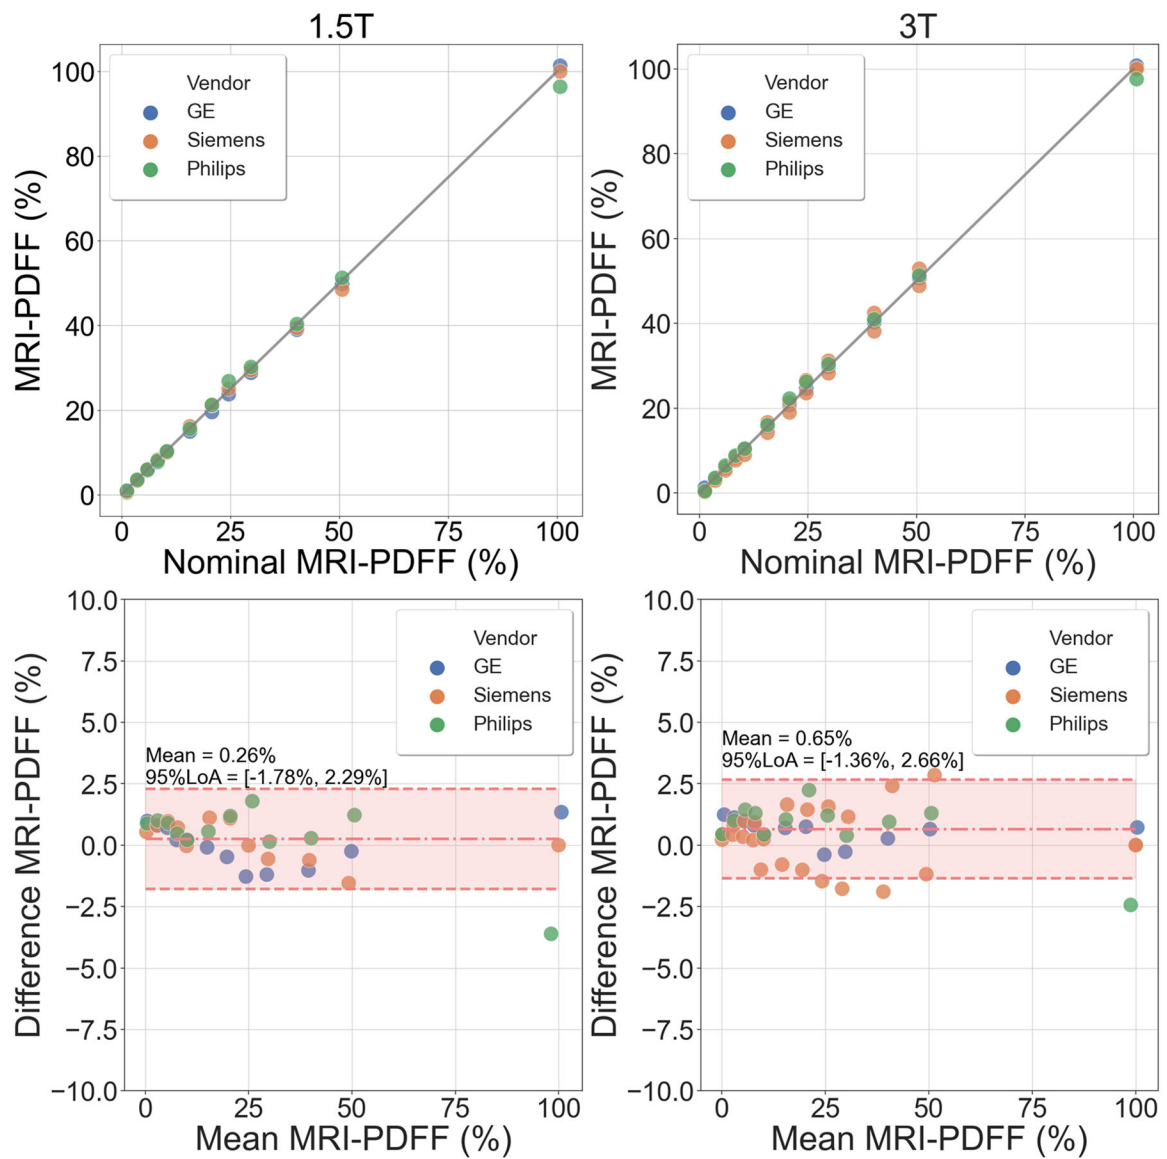 1.5T
100
80
60
40
20
0
MRI-PDFF (%)
Vendor
GE
Siemens
Philips
0 25 50 75 100
Nominal MRI-PDFF (%)
3T
100
80
60
40
20
0
MRI-PDFF (%)
Vendor
GE
Siemens
Philips
0 25 50 75 100
Nominal MRI-PDFF (%)
10.0
7.5
5.0
2.5
0.0
−2.5
−5.0
−7.5
−10.0
Difference MRI-PDFF (%)
Vendor
GE
Siemens
Philips
Mean = 0.26%
95%LoA = [-1.78%, 2.29%]
0 25 50 75 100
Mean MRI-PDFF (%)
10.0
7.5
5.0
2.5
0.0
−2.5
−5.0
−7.5
−10.0
Difference MRI-PDFF (%)
Vendor
GE
Siemens
Philips
Mean = 0.65%
95%LoA = [-1.36%, 2.66%]
0 25 50 75 100
Mean MRI-PDFF (%)